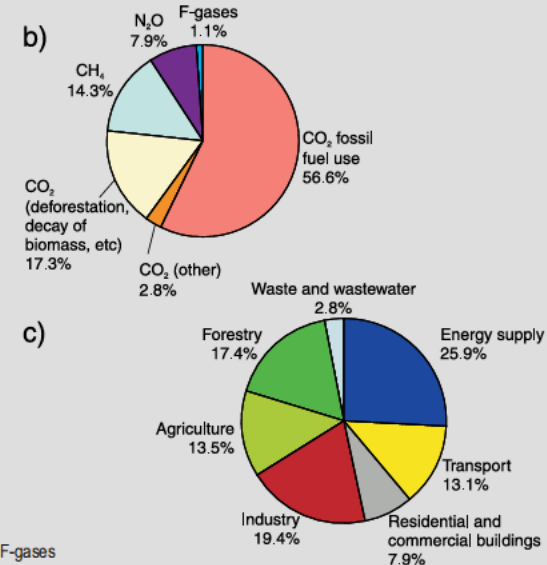 b)
F-gases
1.1%
N₂O
7.9%
CH₄
14.3%
CO₂ fossil
fuel use
56.6%
CO₂
(deforestation,
decay of
biomass, etc)
17.3%
CO₂ (other)
2.8%
c)
Waste and wastewater
2.8%
Forestry
17.4%
Energy supply
25.9%
Agriculture
13.5%
Transport
13.1%
Industry
19.4%
Residential and
commercial buildings
7.9%
F-gases